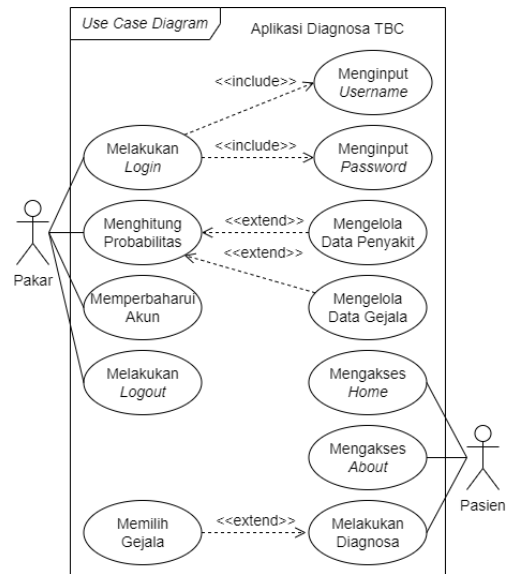 Use Case Diagram
Aplikasi Diagnosa TBC
<<include>>
Menginput
Username
Melakukan
Login
<<include>>
Menginput
Password
Pakar
Menghitung
Probabilitas
<<extend>>
Mengelola
Data Penyakit
<<extend>>
Memperbaharui
Akun
Mengelola
Data Gejala
Melakukan
Logout
Mengakses
Home
Mengakses
About
Pasien
Memilih
Gejala
<<extend>>
Melakukan
Diagnosa